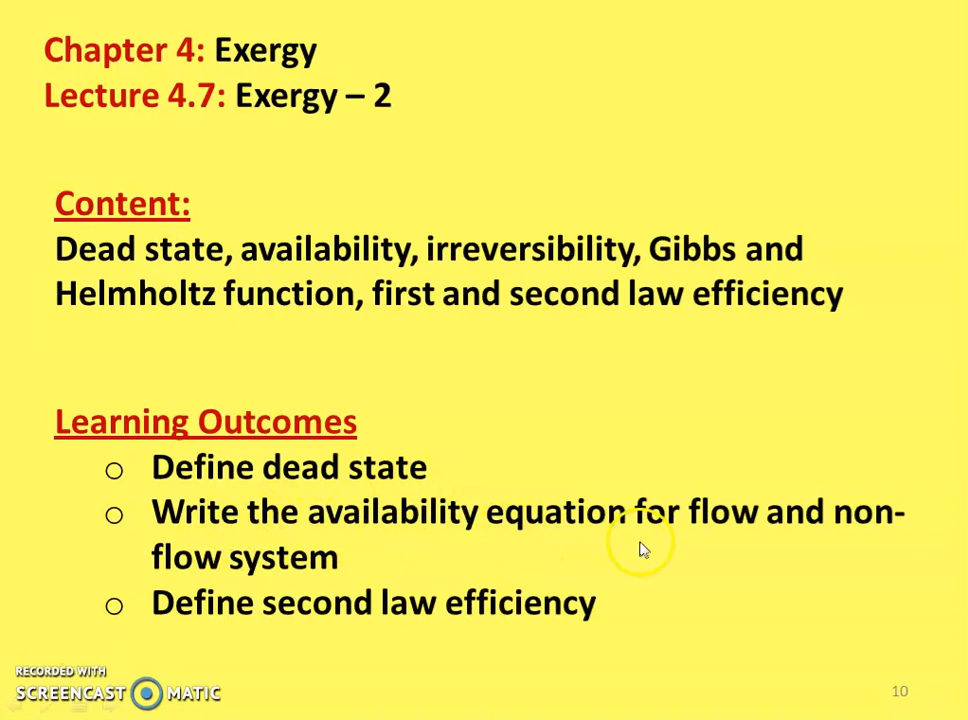 Chapter 4: Exergy
Lecture 4.7: Exergy – 2
Content:
Dead state, availability, irreversibility, Gibbs and
Helmholtz function, first and second law efficiency
Learning Outcomes
o Define dead state
o Write the availability equation for flow and non-
flow system
o Define second law efficiency
RECORDED WITH
SCREENCAST MATIC
10